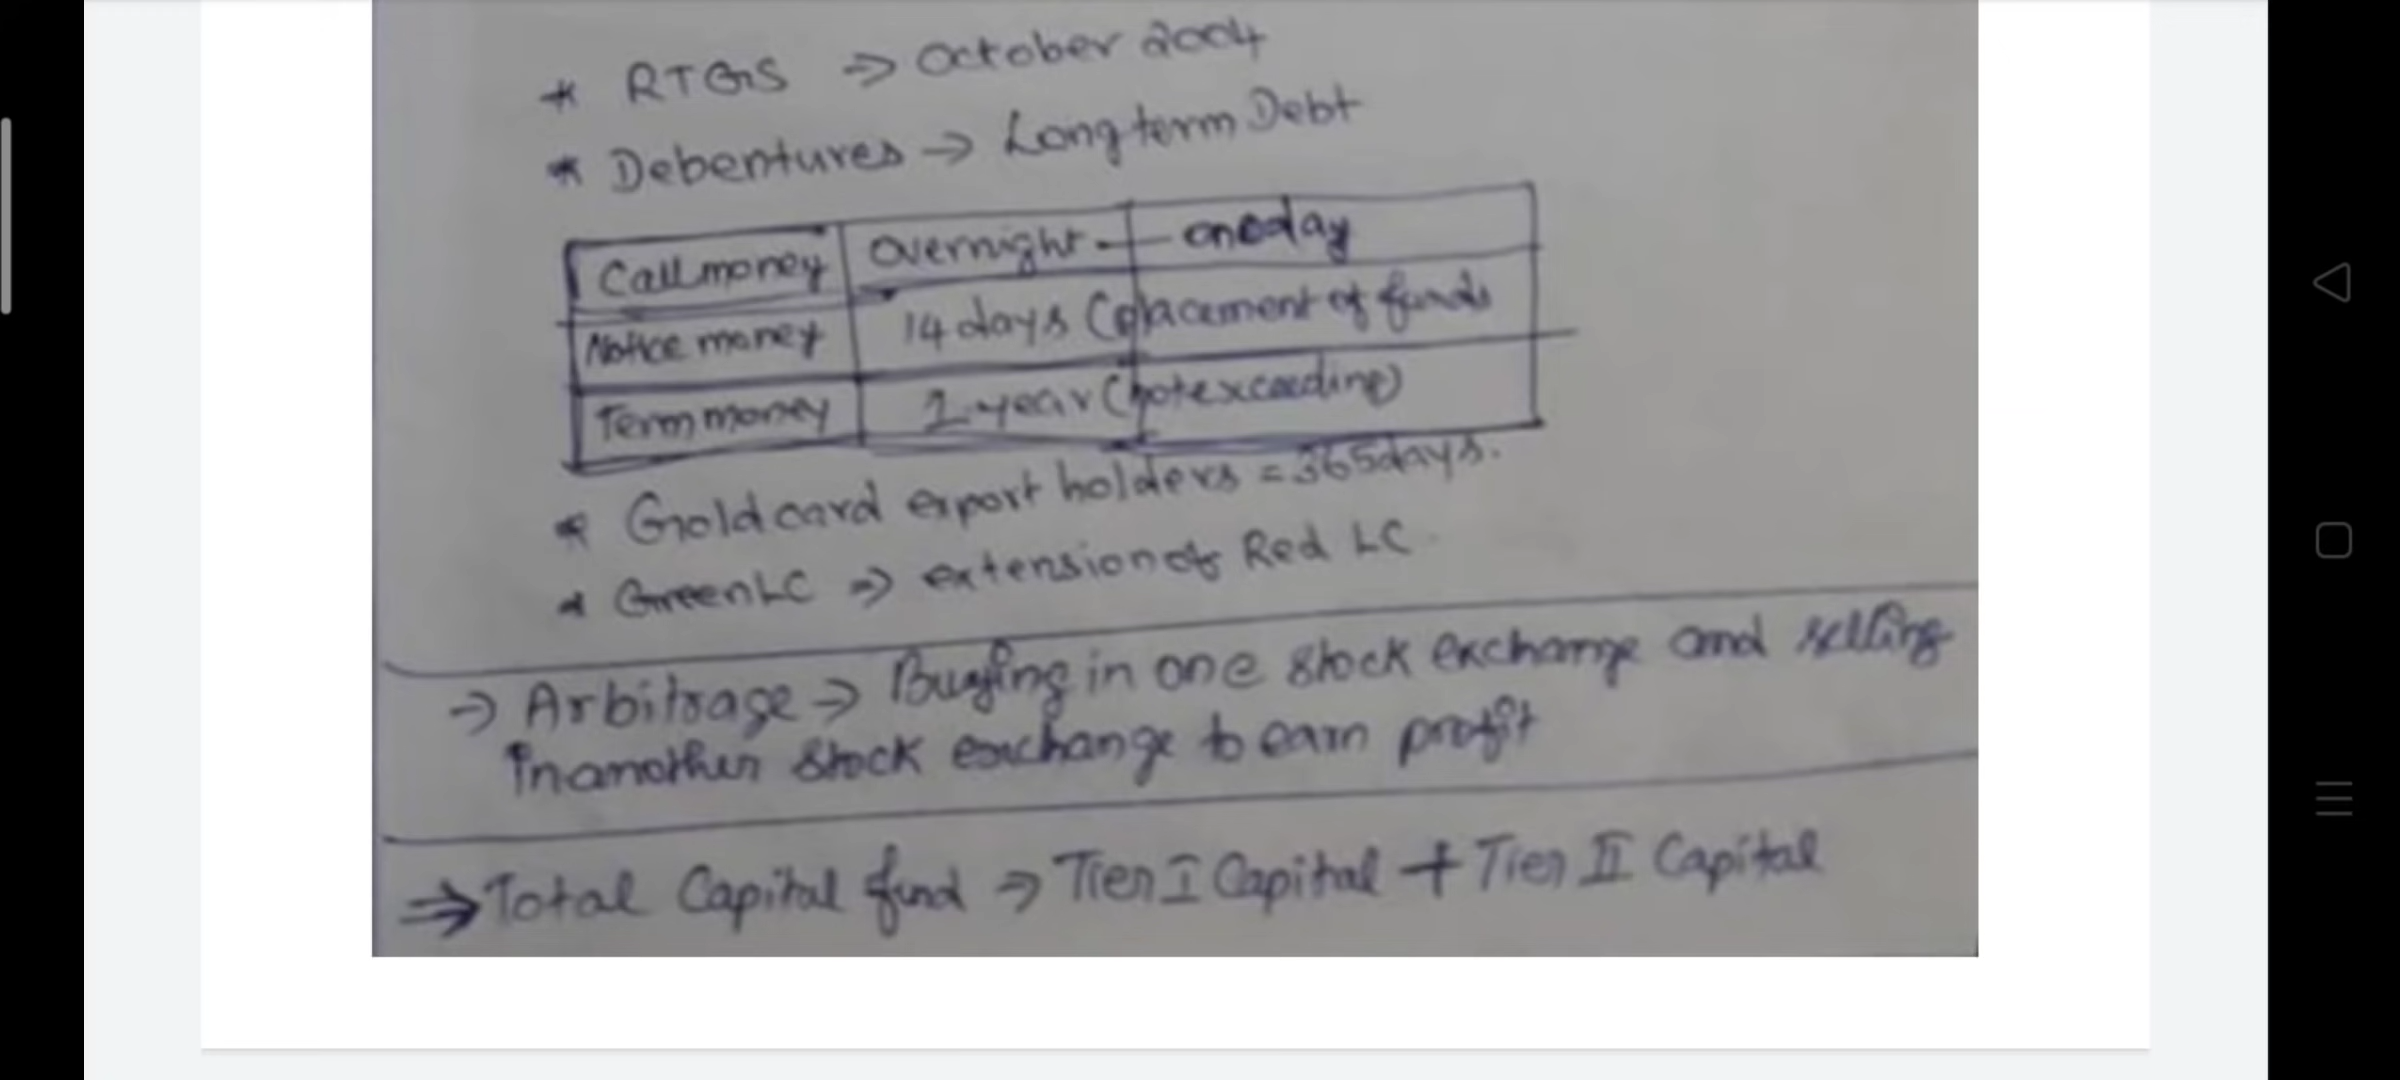 * RTGS => October 2004
* Debentures -> Long term Debt
Call money overnight - one day
Notice money 14 days (placement of funds
Term money 1-year (not exceeding)
* Gold card export holders = 365 days.
* Green LC => extension of Red LC
-> Arbitrage -> Buying in one stock exchange and selling
in another stock exchange to earn profit
=> Total Capital fund => Tier I Capital + Tier II Capital